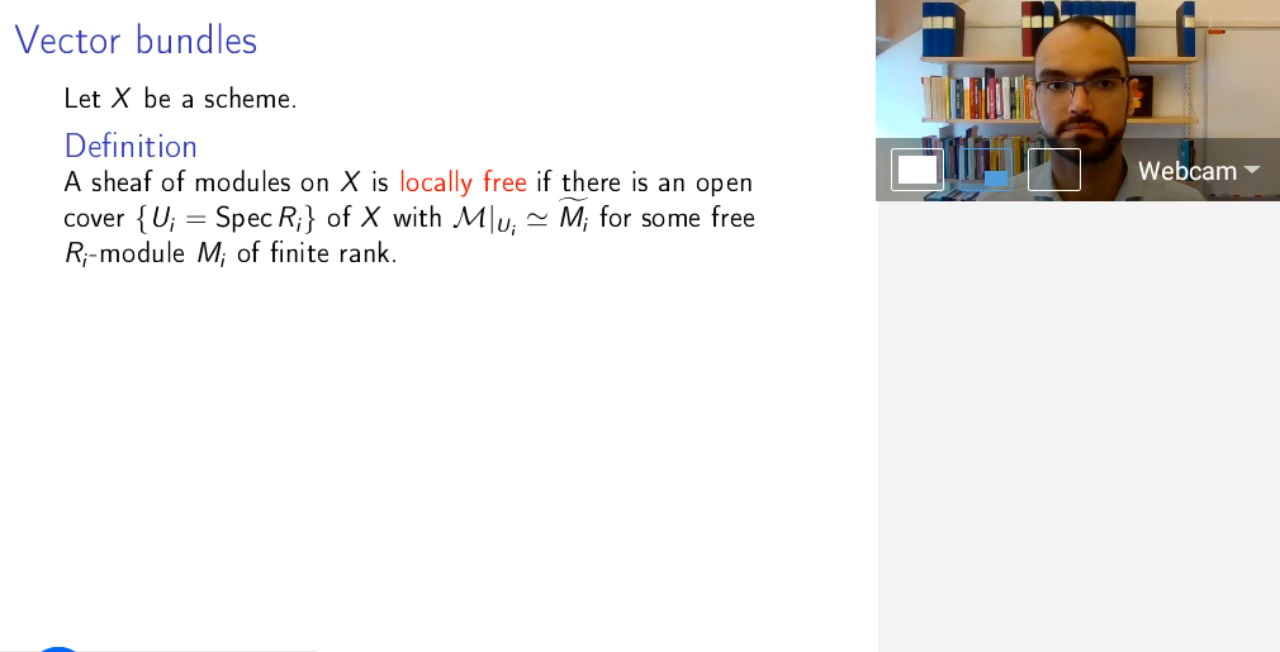 Vector bundles
Let X be a scheme.
Definition
A sheaf of modules on X is locally free if there is an open
cover {U_i = Spec R_i} of X with ℳ|_{U_i} ≃ \widetilde{M_i} for some free
R_i-module M_i of finite rank.
Webcam